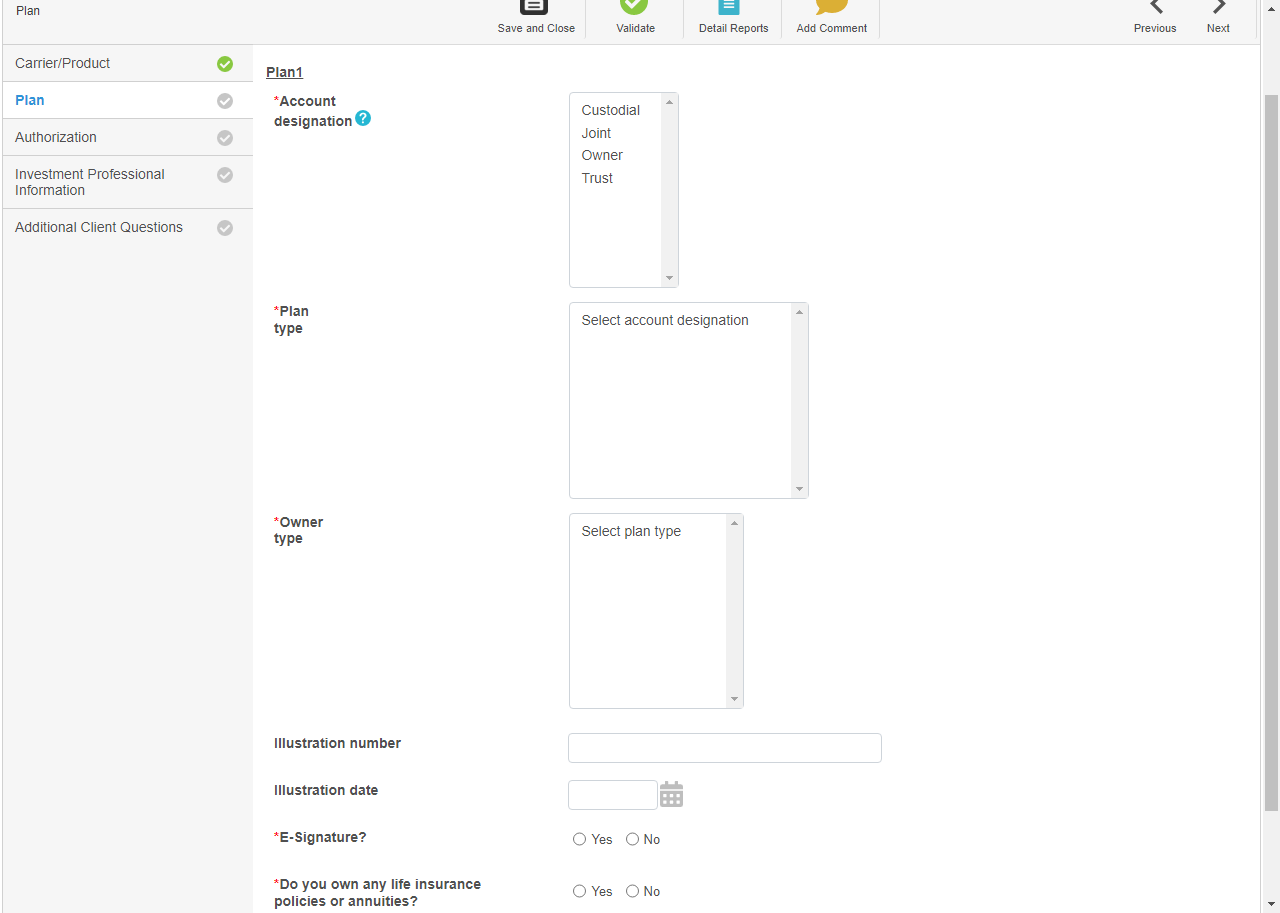 Plan
Save and Close
Validate
Detail Reports
Add Comment
Previous
Next
Carrier/Product
Plan
Authorization
Investment Professional
Information
Additional Client Questions
Plan1
*Account
designation ?
Custodial
Joint
Owner
Trust
*Plan
type
Select account designation
*Owner
type
Select plan type
Illustration number
Illustration date
*E-Signature?
Yes No
*Do you own any life insurance
policies or annuities?
Yes No